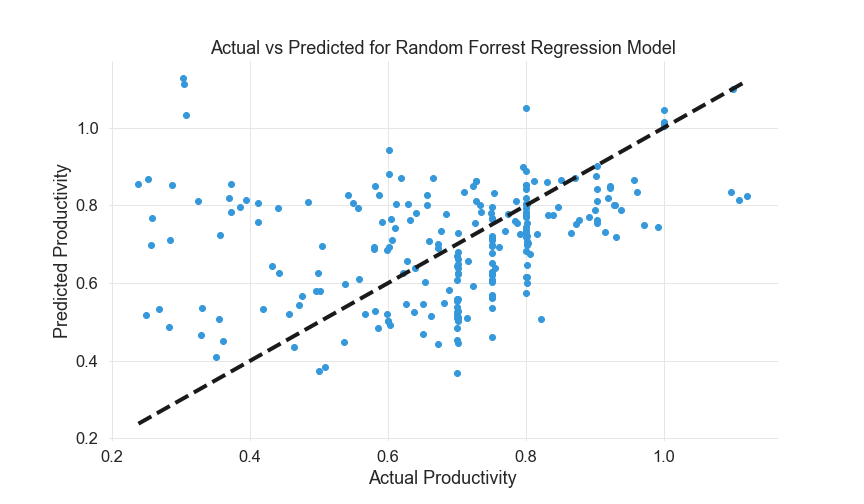 Actual vs Predicted for Random Forrest Regression Model
Predicted Productivity
1.0
0.8
0.6
0.4
0.2
0.2 0.4 0.6 0.8 1.0
Actual Productivity